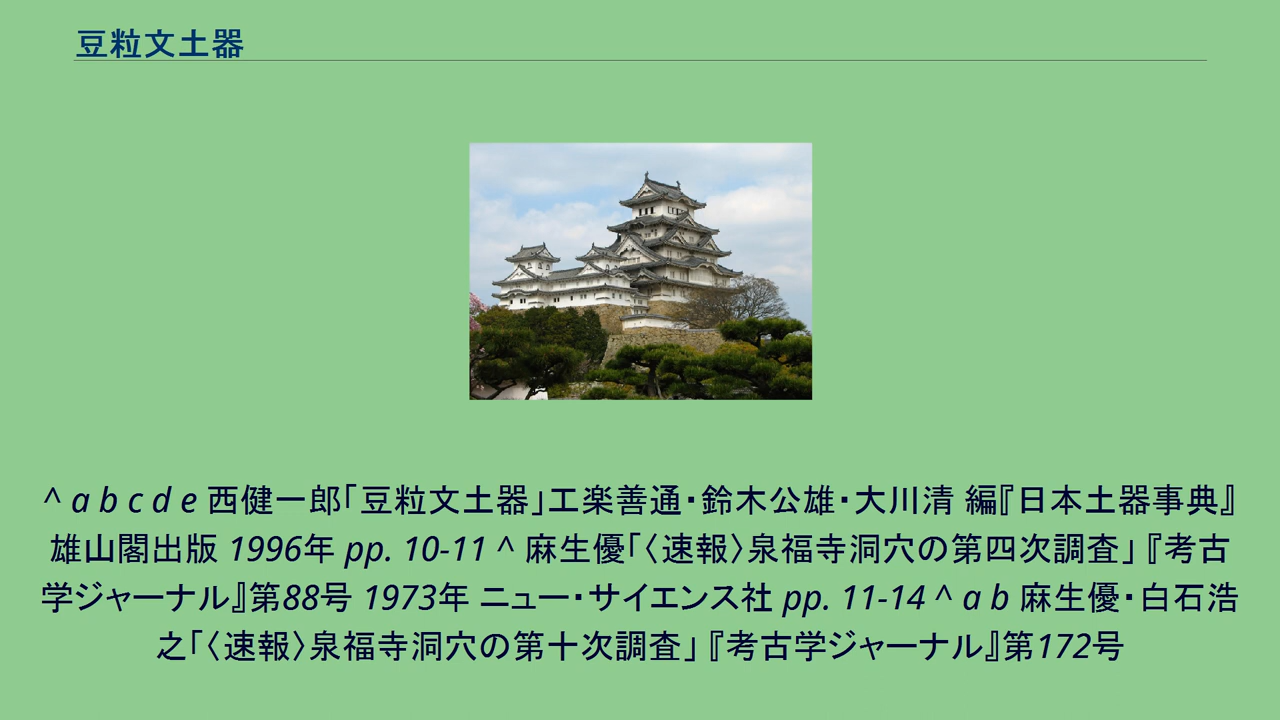 豆粒文土器
^ a b c d e 西健一郎「豆粒文土器」工楽善通・鈴木公雄・大川清 編『日本土器事典』
雄山閣出版 1996年 pp. 10-11 ^ 麻生優「〈速報〉泉福寺洞穴の第四次調査」『考古
学ジャーナル』第88号 1973年 ニュー・サイエンス社 pp. 11-14 ^ a b 麻生優・白石浩
之「〈速報〉泉福寺洞穴の第十次調査」『考古学ジャーナル』第172号